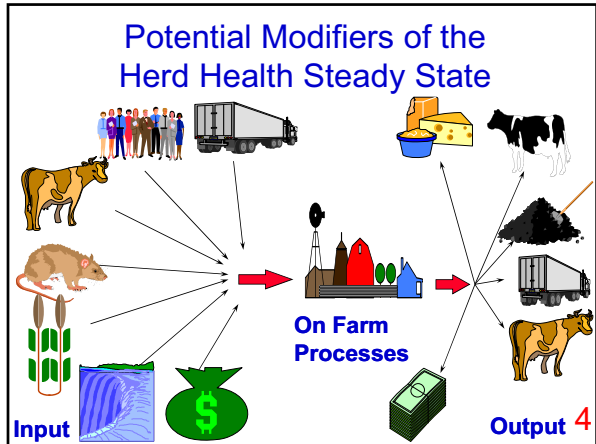 Potential Modifiers of the
Herd Health Steady State
On Farm
Processes
$
Input
Output 4